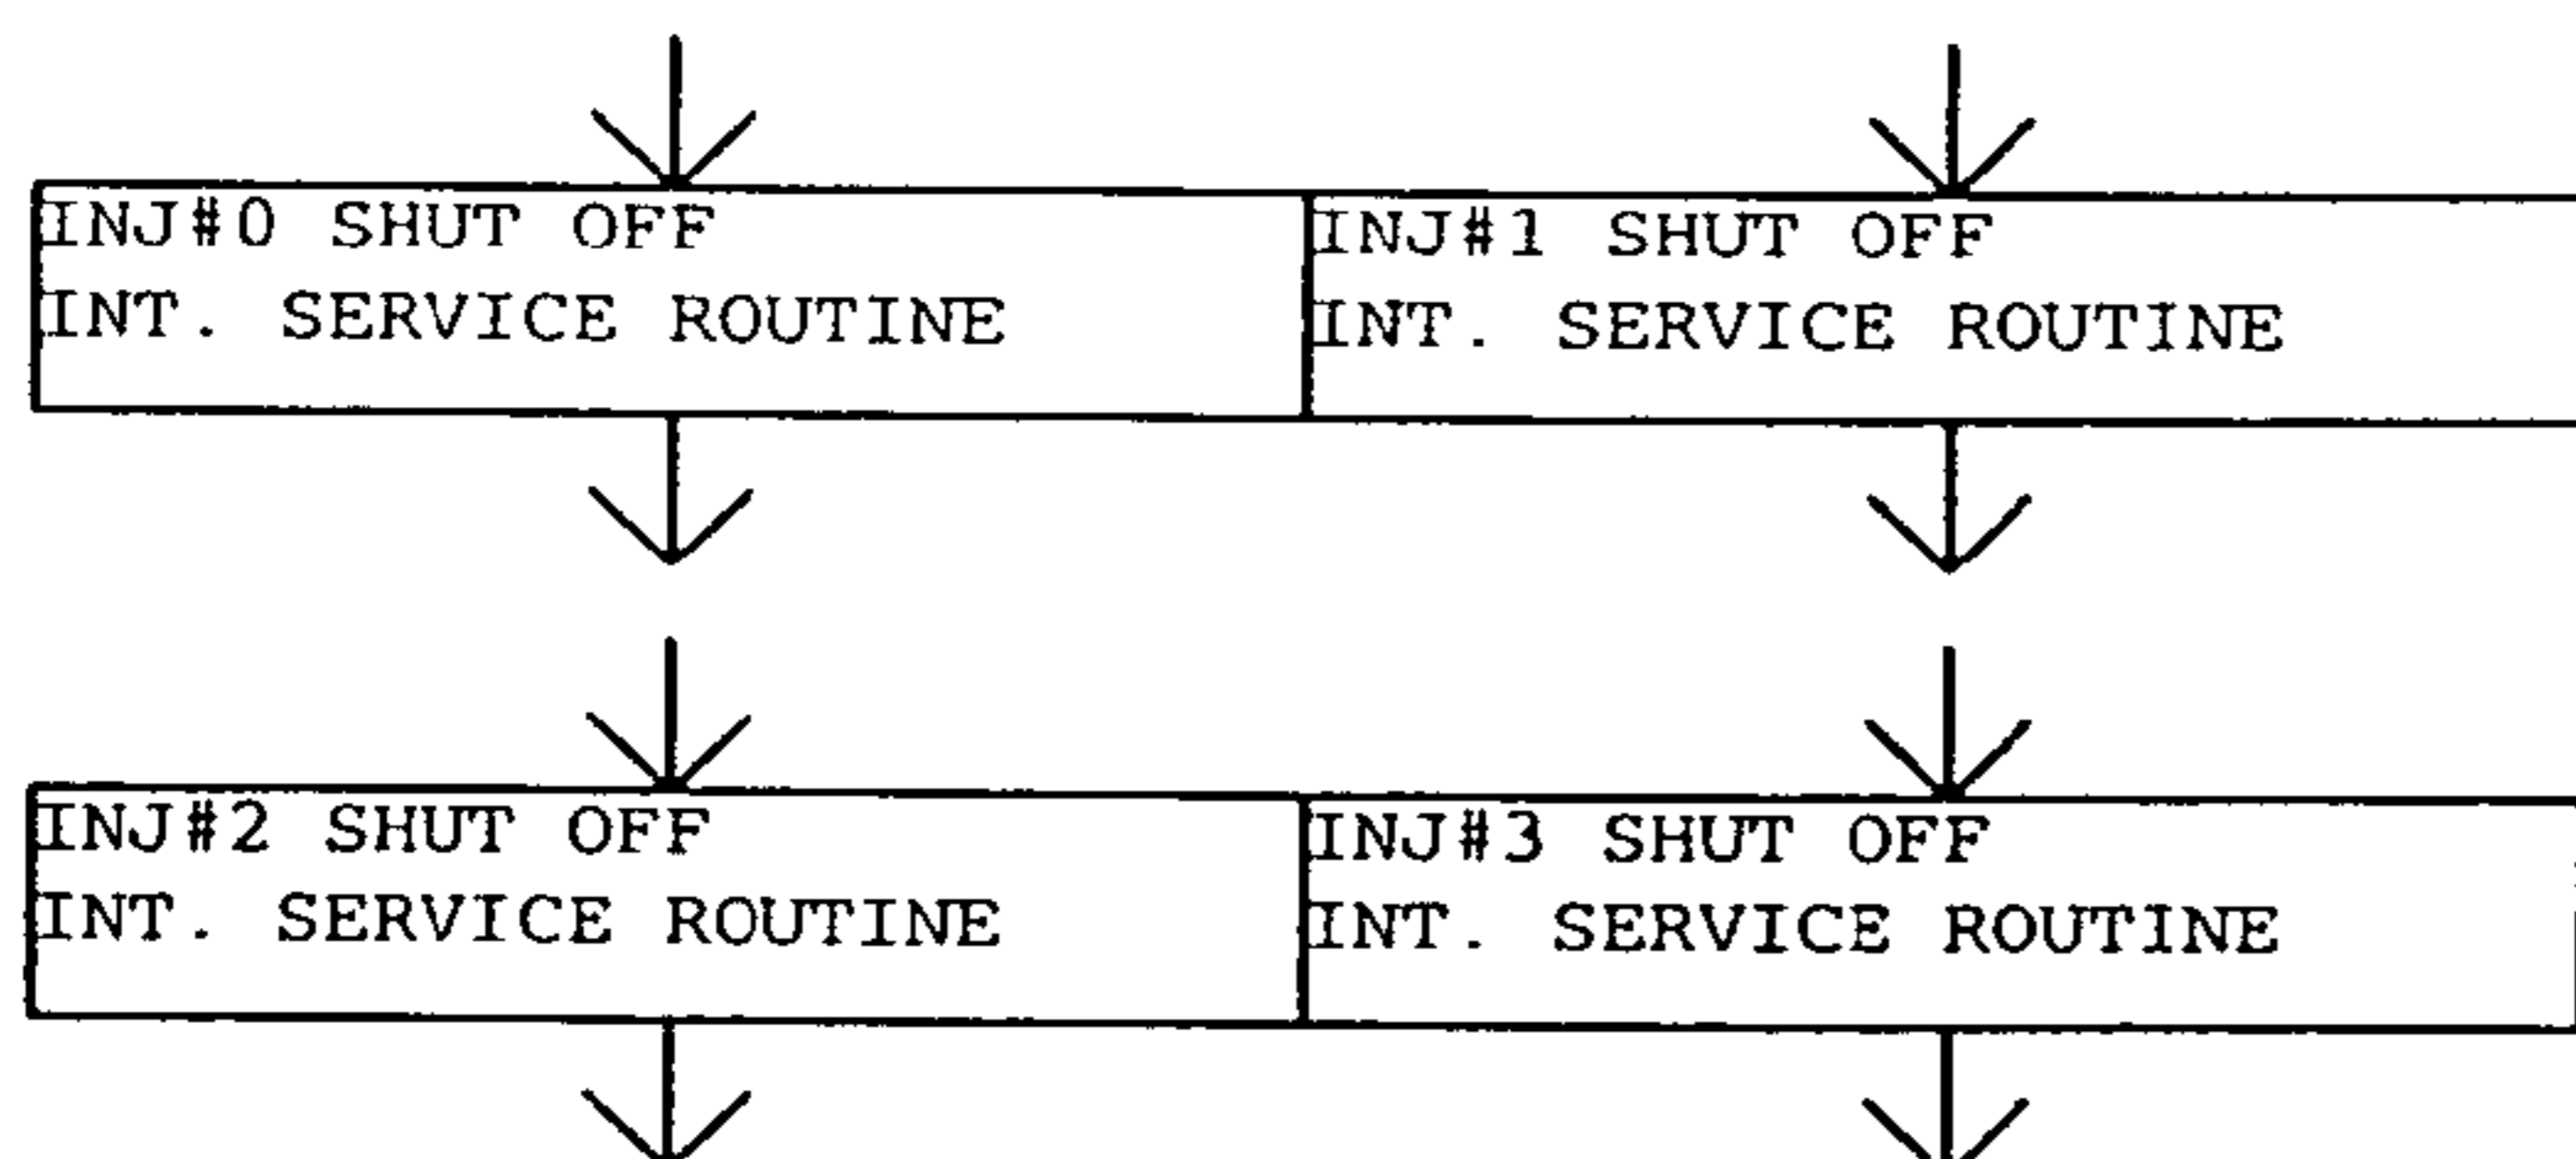 INJ#0 SHUT OFF
INT. SERVICE ROUTINE
INJ#1 SHUT OFF
INT. SERVICE ROUTINE
INJ#2 SHUT OFF
INT. SERVICE ROUTINE
INJ#3 SHUT OFF
INT. SERVICE ROUTINE